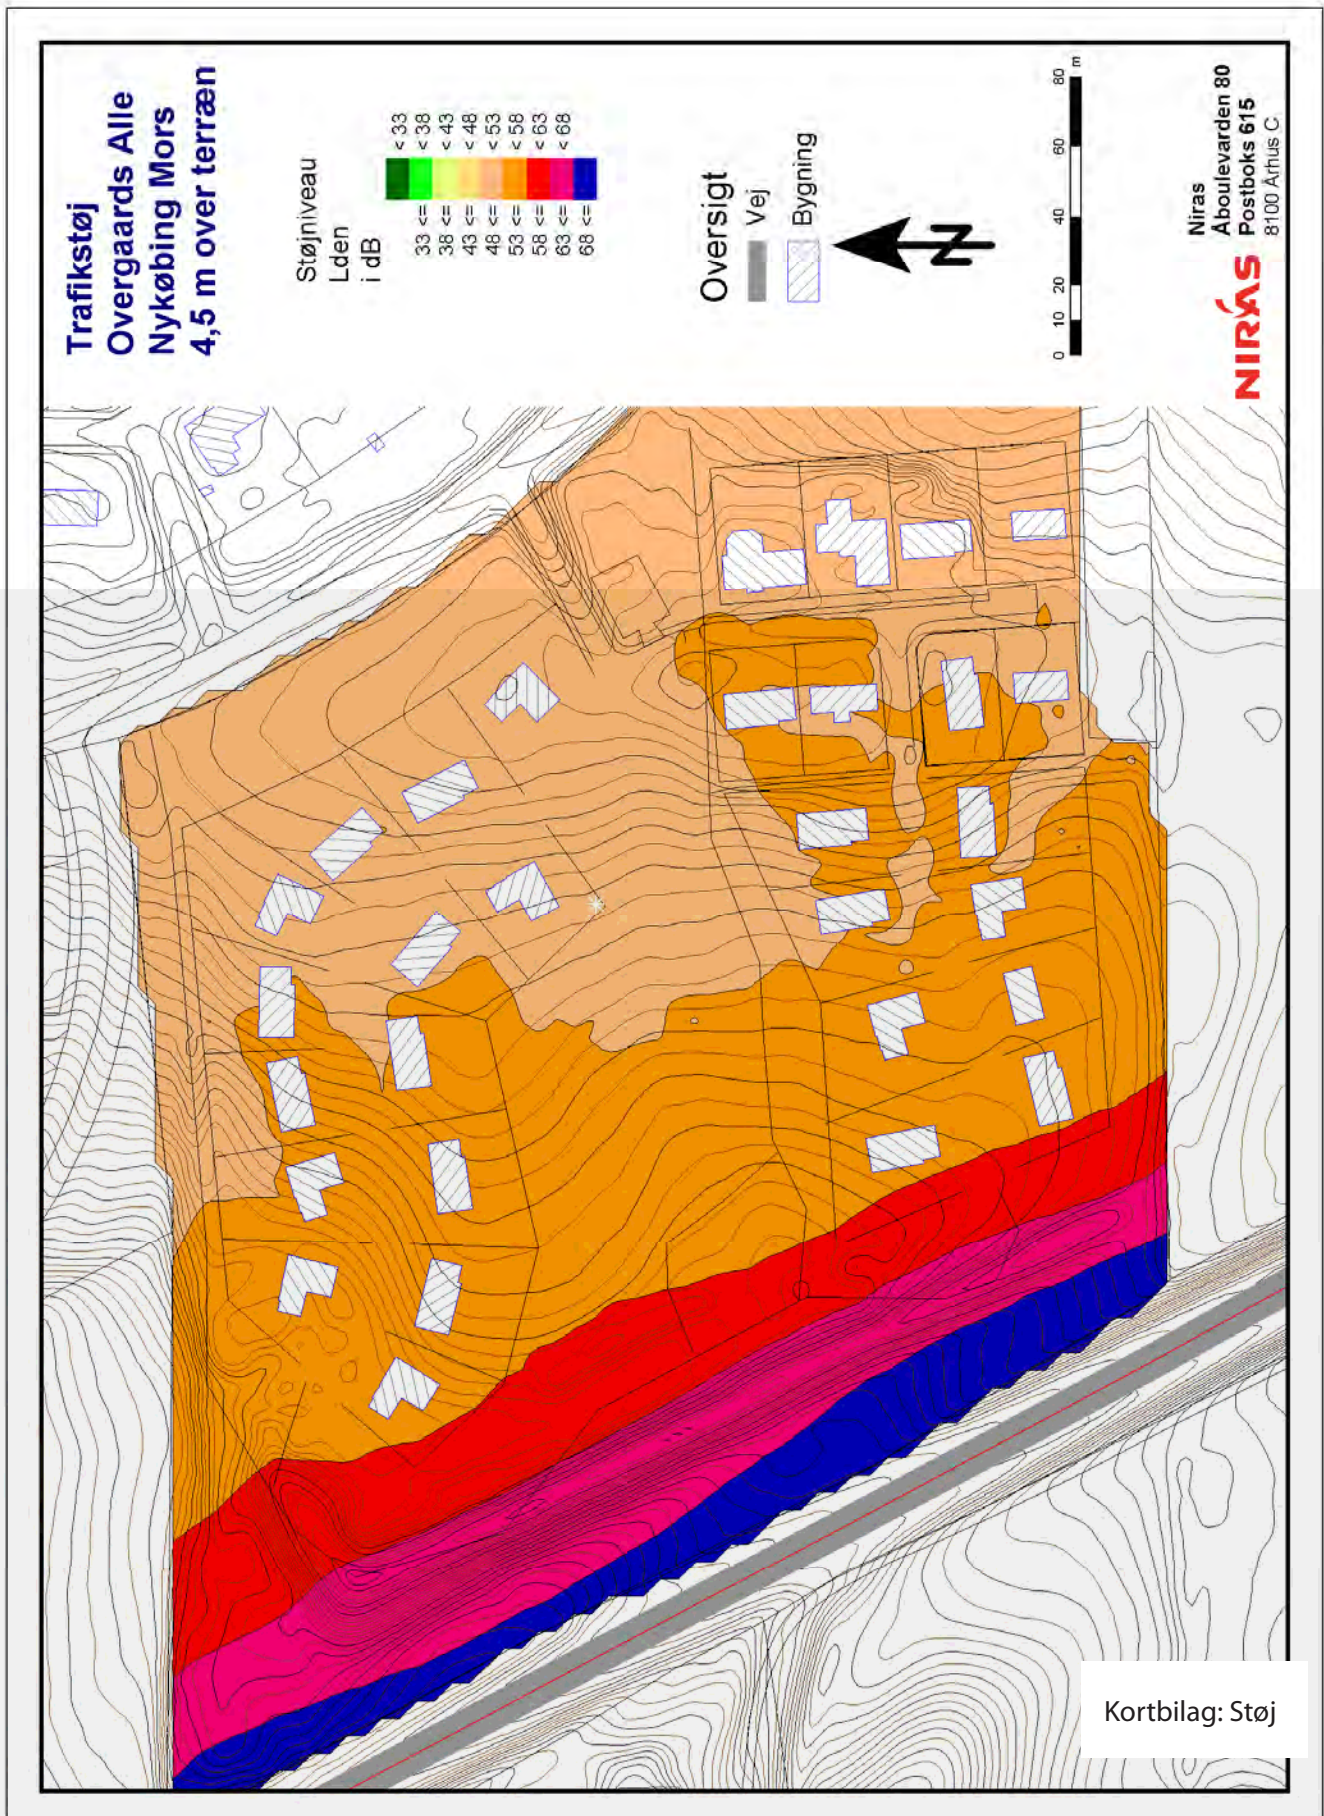 Trafikstøj
Overgaards Alle
Nykøbing Mors
4,5 m over terræn
Støjniveau
Lden
i dB
< 33
33 <= < 38
38 <= < 43
43 <= < 48
48 <= < 53
53 <= < 58
58 <= < 63
63 <= < 68
68 <=
Oversigt
Vej
Bygning
N
0 10 20 40 60 80
m
NIRAS
Niras
Åboulevarden 80
Postboks 615
8100 Århus C
Kortbilag: Støj